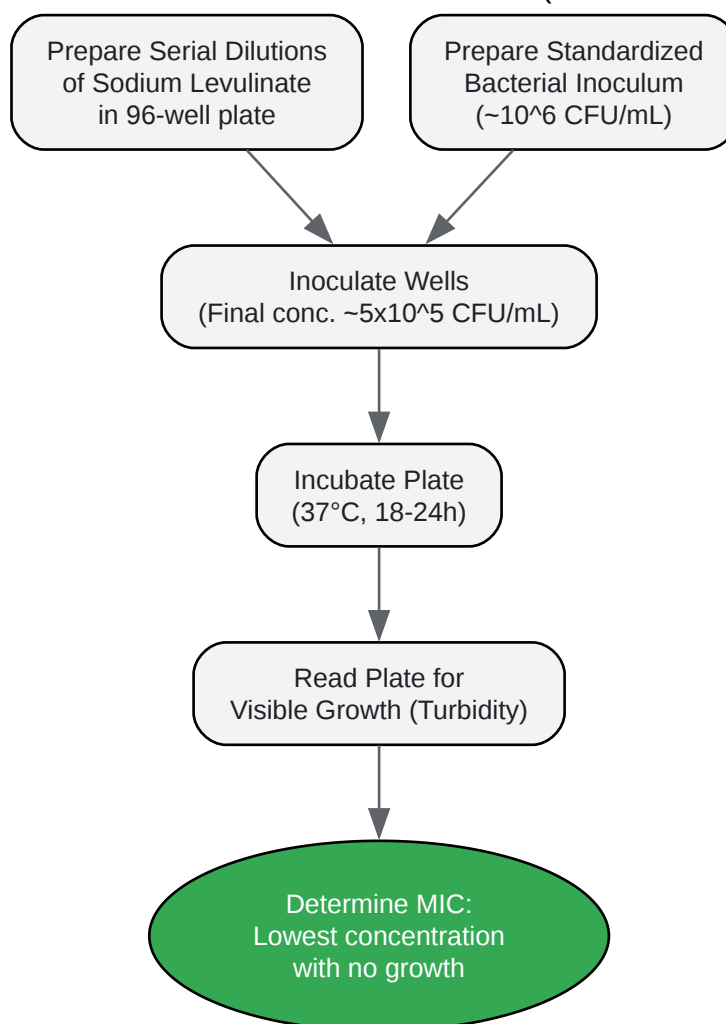 Prepare Serial Dilutions
of Sodium Levulinate
in 96-well plate
Prepare Standardized
Bacterial Inoculum
(~10^6 CFU/mL)
Inoculate Wells
(Final conc. ~5x10^5 CFU/mL)
Incubate Plate
(37°C, 18-24h)
Read Plate for
Visible Growth (Turbidity)
Determine MIC:
Lowest concentration
with no growth